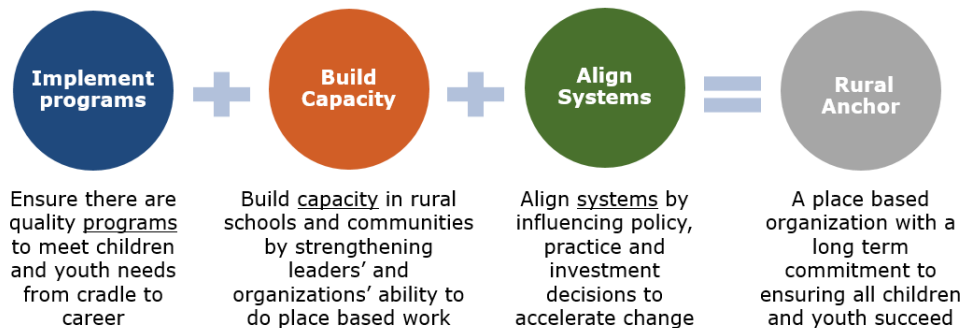 Implement
programs
Build
Capacity
Align
Systems
Rural
Anchor
Ensure there are
quality programs
to meet children
and youth needs
from cradle to
career
Build capacity in rural
schools and communities
by strengthening
leaders’ and
organizations’ ability to
do place based work
Align systems by
influencing policy,
practice and
investment
decisions to
accelerate change
A place based
organization with a
long term
commitment to
ensuring all children
and youth succeed